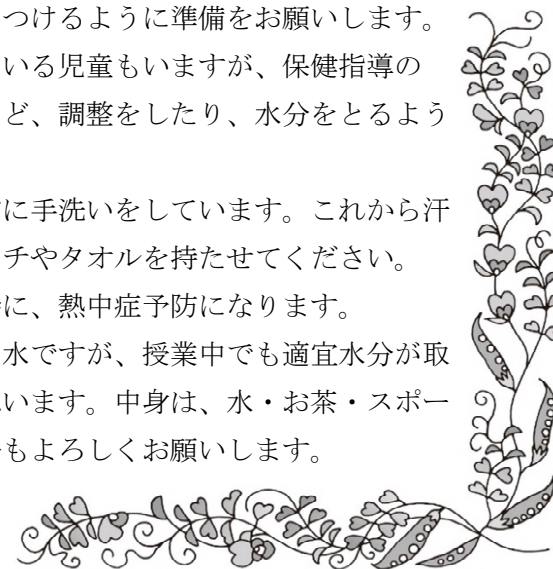 つけるように準備をお願いします。
いる児童もいますが、保健指導の
ど、調整をしたり、水分をとるよう
に手洗いをしています。これから汗
チやタオルを持たせてください。
に、熱中症予防になります。
水ですが、授業中でも適宜水分が取
います。中身は、水・お茶・スポー
もよろしくお願いします。